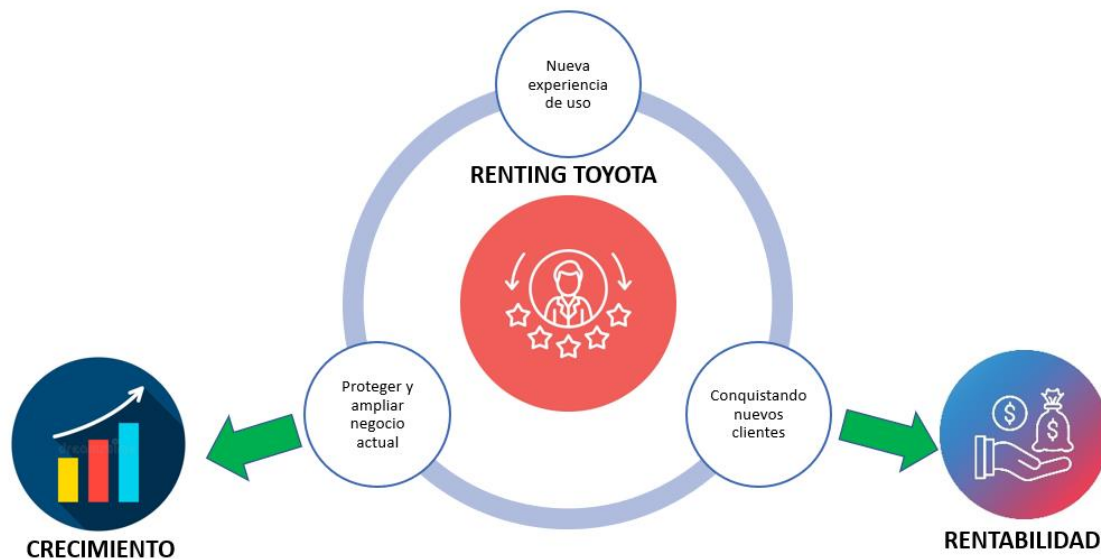 Nueva
experiencia
de uso
RENTING TOYOTA
Proteger y
ampliar
negocio
actual
Conquistando
nuevos
clientes
CRECIMIENTO
RENTABILIDAD